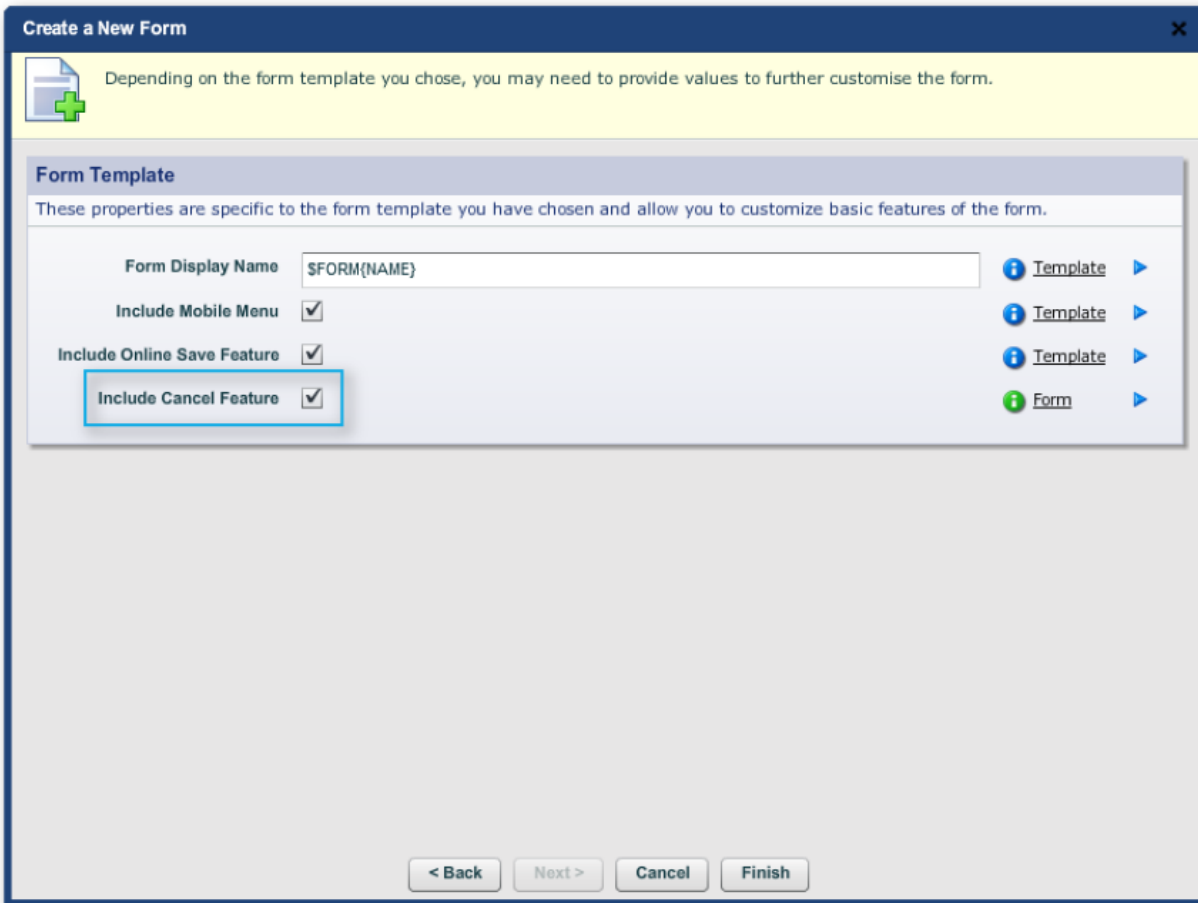 Create a New Form
Depending on the form template you chose, you may need to provide values to further customise the form.
Form Template
These properties are specific to the form template you have chosen and allow you to customize basic features of the form.
Form Display Name $FORM{NAME} Template
Include Mobile Menu Template
Include Online Save Feature Template
Include Cancel Feature Form
< Back Next > Cancel Finish